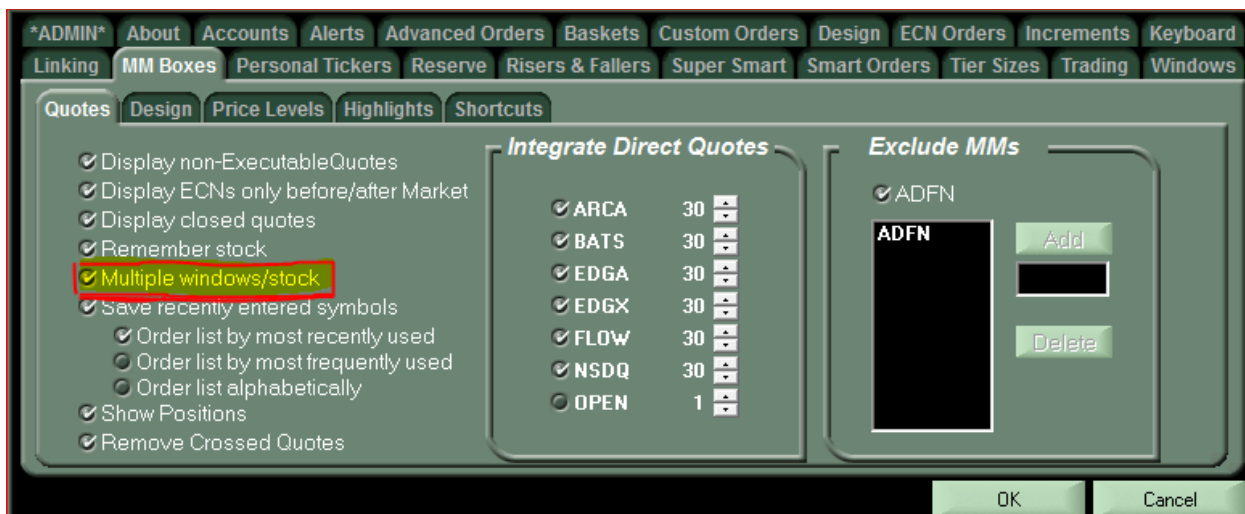 *ADMIN* About Accounts Alerts Advanced Orders Baskets Custom Orders Design ECN Orders Increments Keyboard
Linking MM Boxes Personal Tickers Reserve Risers & Fallers Super Smart Smart Orders Tier Sizes Trading Windows
Quotes Design Price Levels Highlights Shortcuts
Display non-ExecutableQuotes
Display ECNs only before/after Market
Display closed quotes
Remember stock
Multiple windows/stock
Save recently entered symbols
Order list by most recently used
Order list by most frequently used
Order list alphabetically
Show Positions
Remove Crossed Quotes
Integrate Direct Quotes
ARCA 30
BATS 30
EDGA 30
EDGX 30
FLOW 30
NSDQ 30
OPEN 1
Exclude MMs
ADFN
ADFN
Add
Delete
OK Cancel